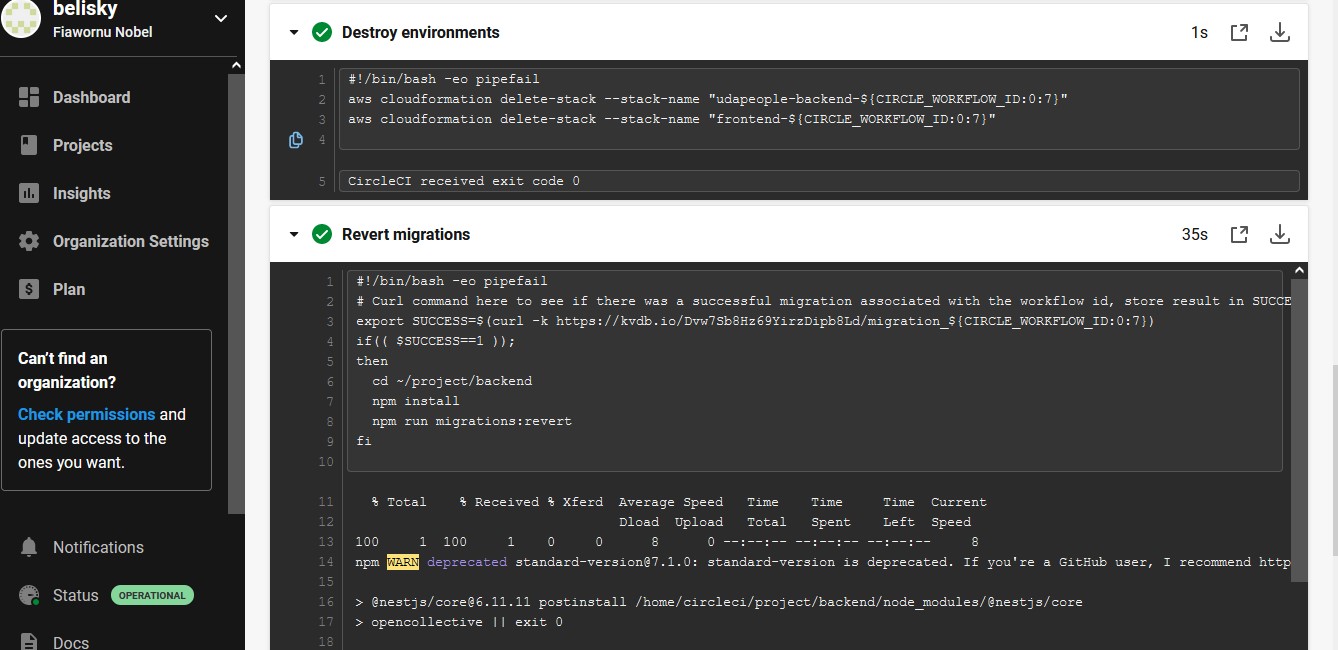 belisky
Fiawornu Nobel
Dashboard
Projects
Insights
Organization Settings
Plan
Can't find an
organization?
Check permissions and
update access to the
ones you want.
Notifications
Status OPERATIONAL
Docs
Destroy environments 1s
1 #!/bin/bash -eo pipefail
2 aws cloudformation delete-stack --stack-name "udapeople-backend-${CIRCLE_WORKFLOW_ID:0:7}"
3 aws cloudformation delete-stack --stack-name "frontend-${CIRCLE_WORKFLOW_ID:0:7}"
4
5 CircleCI received exit code 0
Revert migrations 35s
1 #!/bin/bash -eo pipefail
2 # Curl command here to see if there was a successful migration associated with the workflow id, store result in SUCCE
3 export SUCCESS=$(curl -k https://kvdb.io/Dvw7Sb8Hz69YirzDipb8Ld/migration_${CIRCLE_WORKFLOW_ID:0:7})
4 if(( $SUCCESS==1 ));
5 then
6 cd ~/project/backend
7 npm install
8 npm run migrations:revert
9 fi
10
11 % Total % Received % Xferd Average Speed Time Time Time Current
12 Dload Upload Total Spent Left Speed
13 100 1 100 1 0 0 8 0 --:--:-- --:--:-- --:--:-- 8
14 npm WARN deprecated standard-version@7.1.0: standard-version is deprecated. If you're a GitHub user, I recommend http
15
16 > @nestjs/core@6.11.11 postinstall /home/circleci/project/backend/node_modules/@nestjs/core
17 > opencollective || exit 0
18